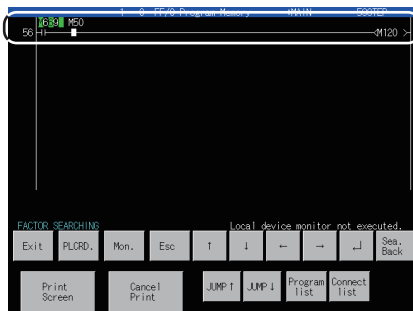 M50
56
M120
FACTOR SEARCHING
Local device monitor not executed.
Exit PLCRD. Mon. Esc ↑ ↓ ← → ↵ Sea. Back
Print Screen Cancel Print JUMP↑ JUMP↓ Program list Connect list